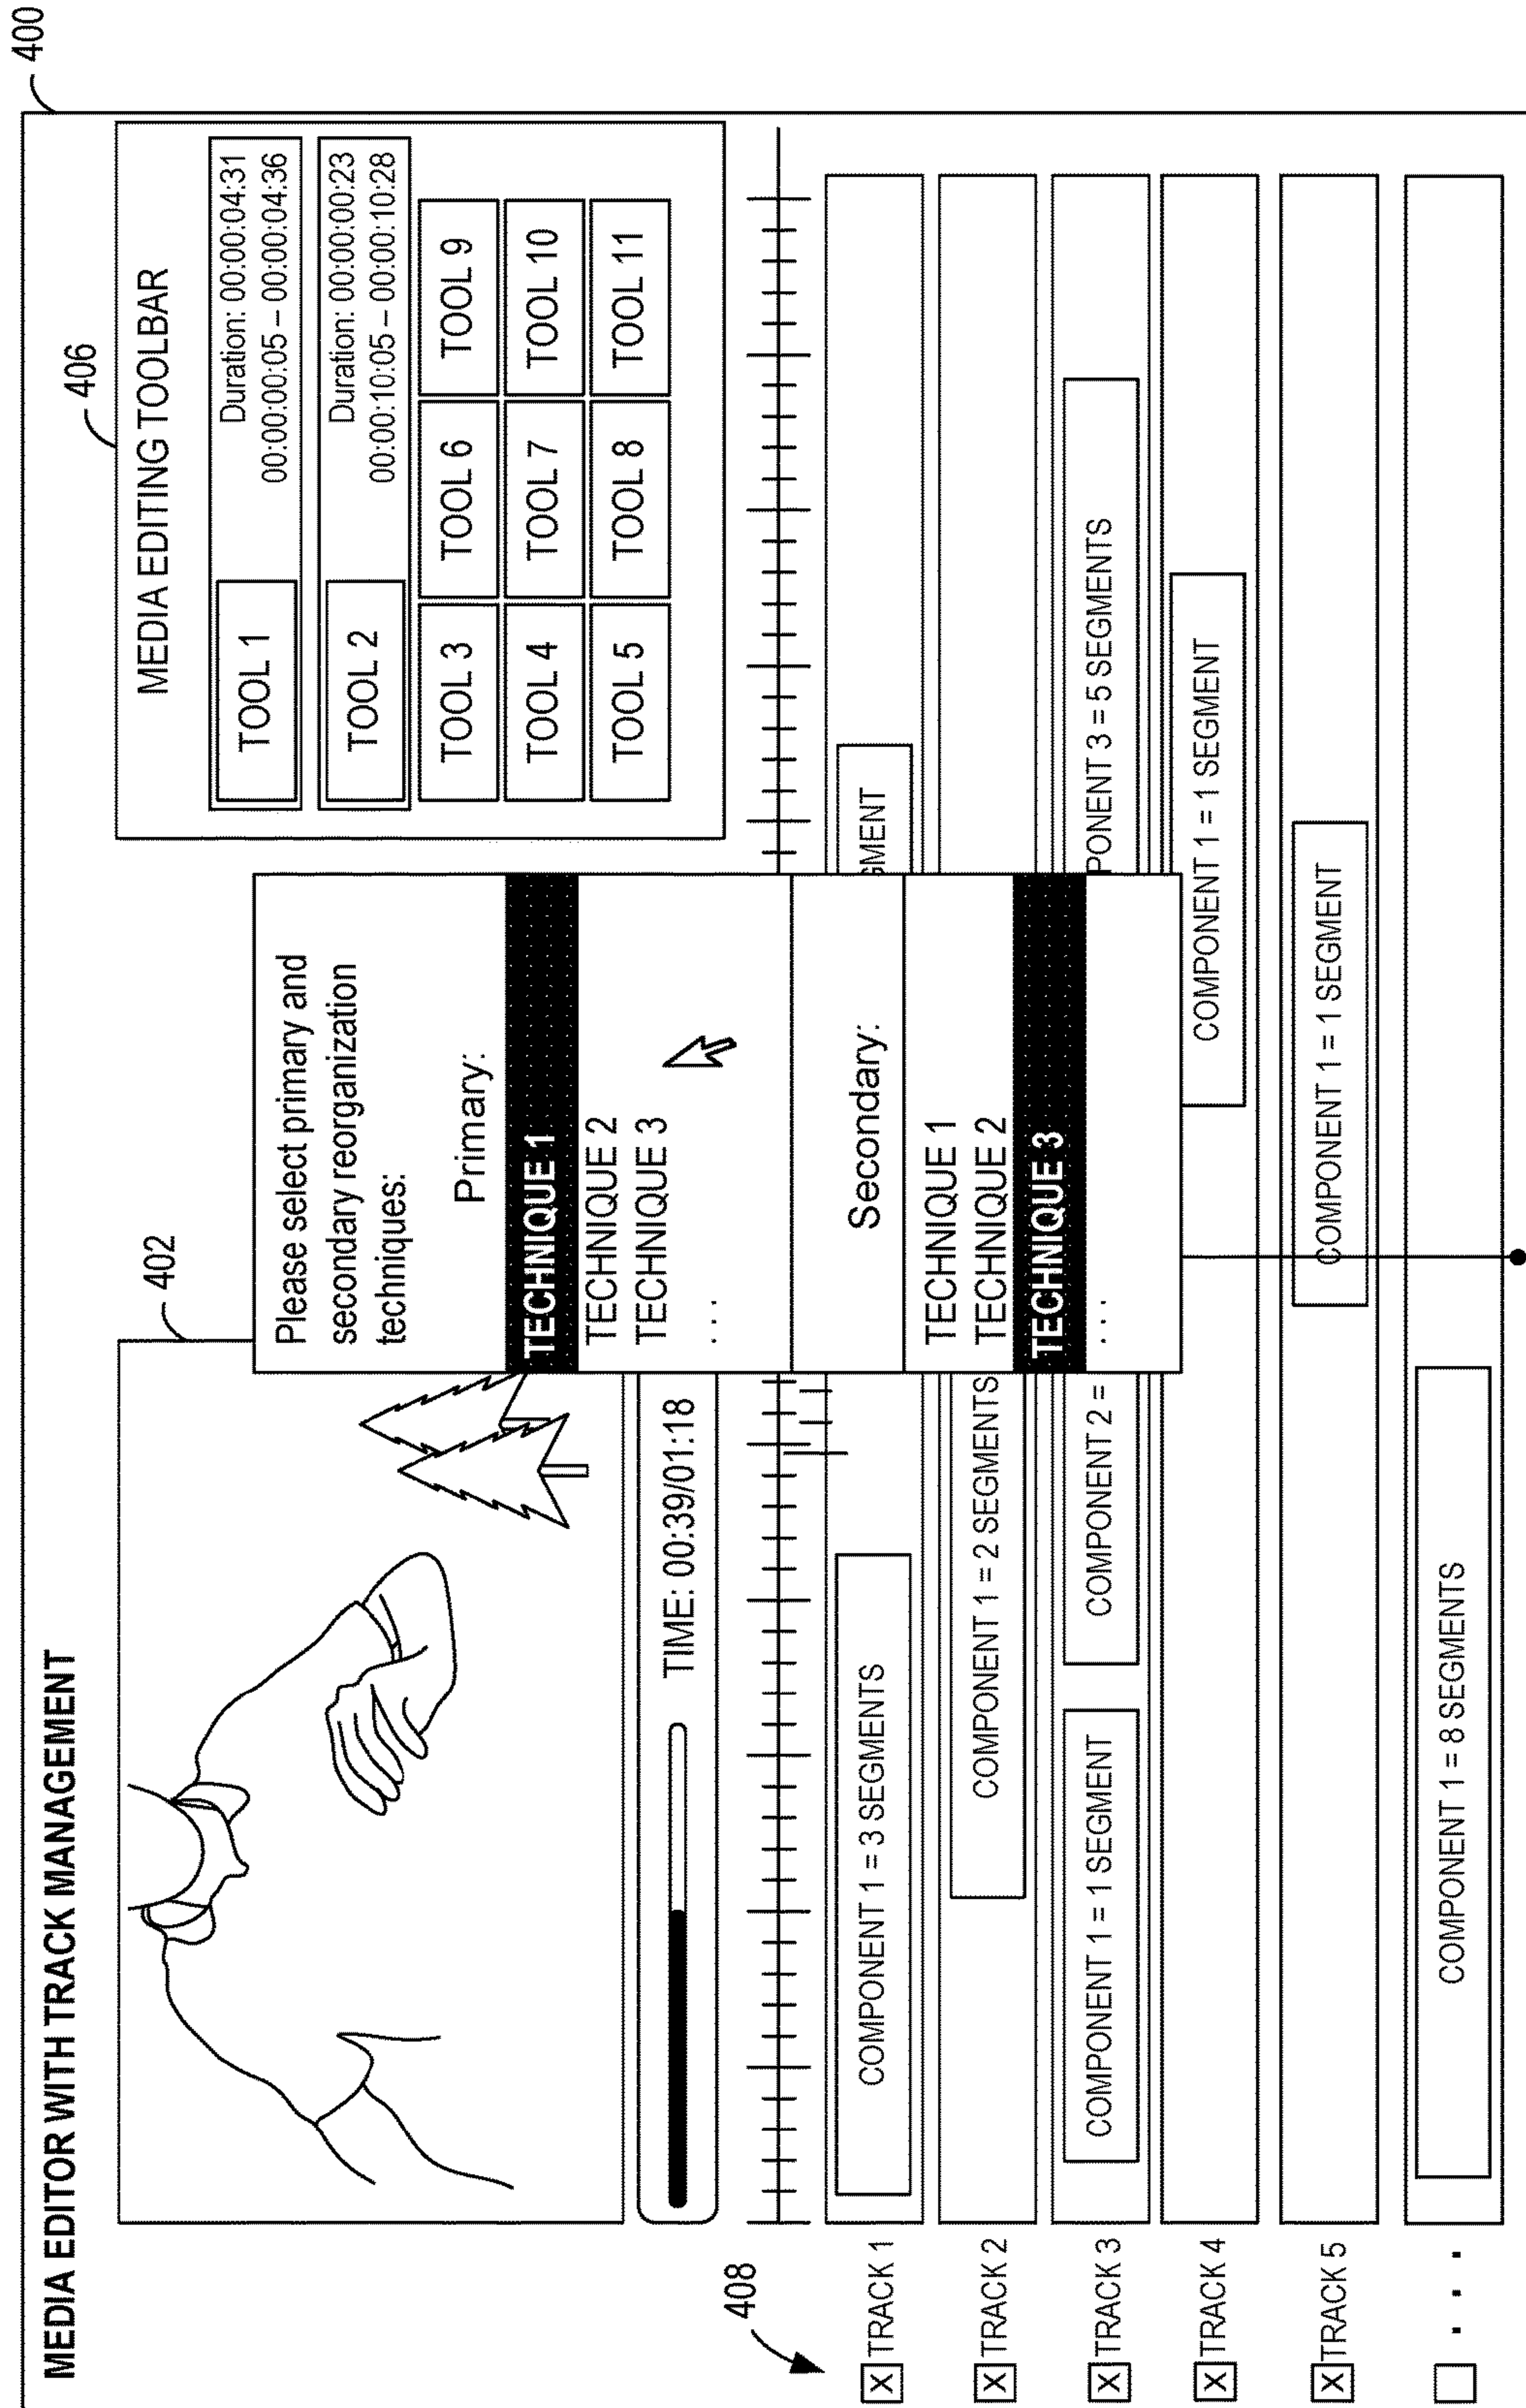 400
MEDIA EDITOR WITH TRACK MANAGEMENT
402
406
MEDIA EDITING TOOLBAR
TOOL 1
Duration: 00:00:04:31
00:00:00:05 – 00:00:04:36
TOOL 2
Duration: 00:00:00:23
00:00:10:05 – 00:00:10:28
TOOL 3 TOOL 6 TOOL 9
TOOL 4 TOOL 7 TOOL 10
TOOL 5 TOOL 8 TOOL 11
Please select primary and
secondary reorganization
techniques:
Primary:
TECHNIQUE 1
TECHNIQUE 2
TECHNIQUE 3
. . .
Secondary:
TECHNIQUE 1
TECHNIQUE 2
TECHNIQUE 3
. . .
TIME: 00:39/01:18
408
X TRACK 1 COMPONENT 1 = 3 SEGMENTS GMENT
X TRACK 2 COMPONENT 1 = 2 SEGMENTS
X TRACK 3 COMPONENT 1 = 1 SEGMENT COMPONENT 2 = PONENT 3 = 5 SEGMENTS
X TRACK 4 COMPONENT 1 = 1 SEGMENT
X TRACK 5 COMPONENT 1 = 1 SEGMENT
. . . COMPONENT 1 = 8 SEGMENTS